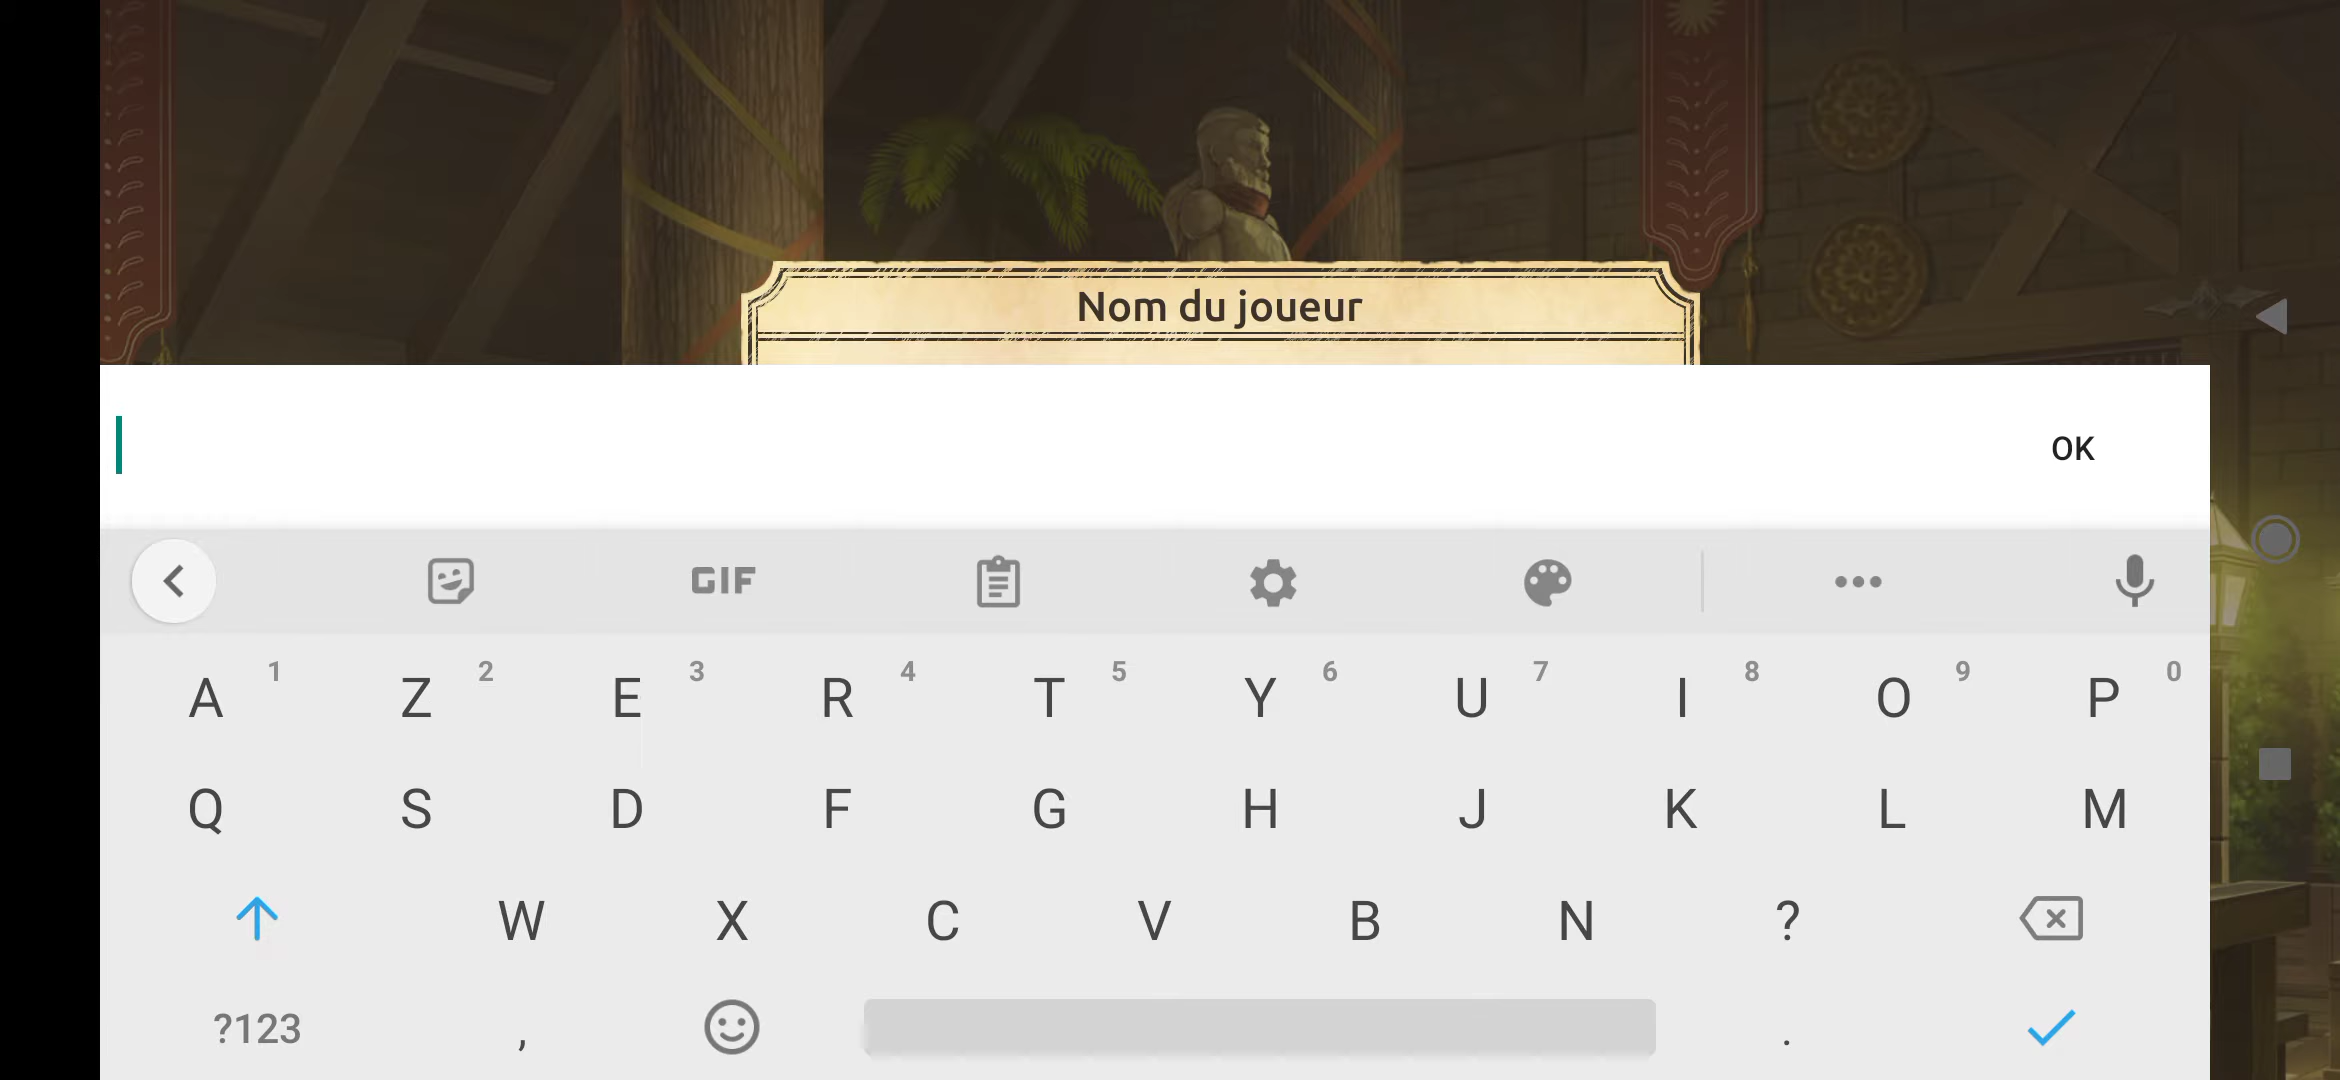 Nom du joueur
OK
GIF
A 1 Z 2 E 3 R 4 T 5 Y 6 U 7 I 8 O 9 P 0
Q S D F G H J K L M
W X C V B N ?
?123 , .